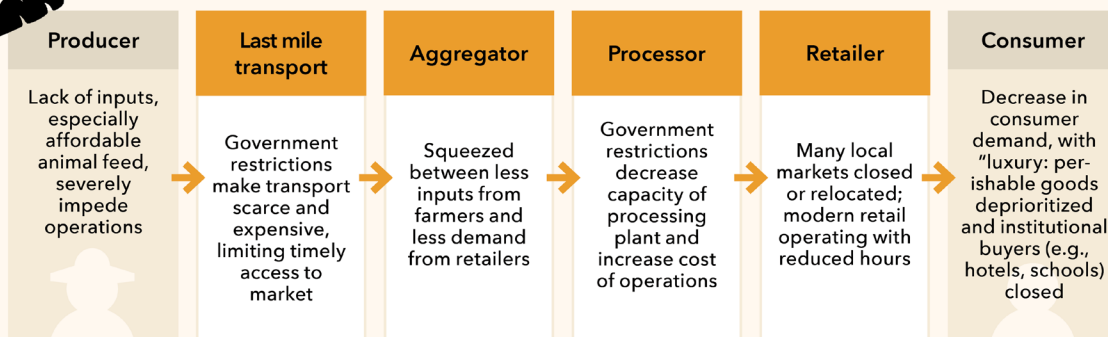 Producer
Lack of inputs,
especially
affordable
animal feed,
severely
impede
operations
Last mile
transport
Government
restrictions
make transport
scarce and
expensive,
limiting timely
access to
market
Aggregator
Squeezed
between less
inputs from
farmers and
less demand
from retailers
Processor
Government
restrictions
decrease
capacity of
processing
plant and
increase cost
of operations
Retailer
Many local
markets closed
or relocated;
modern retail
operating with
reduced hours
Consumer
Decrease in
consumer
demand, with
"luxury: per-
ishable goods
deprioritized
and institutional
buyers (e.g.,
hotels, schools)
closed